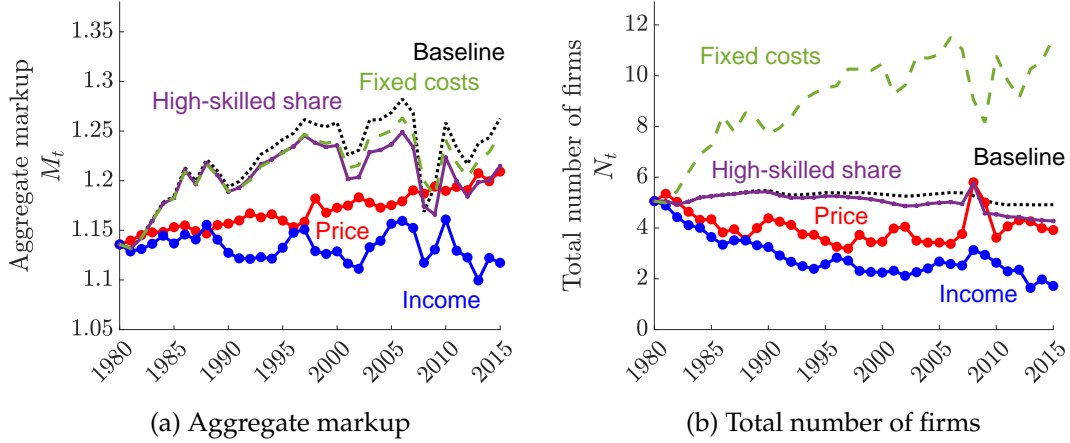 Aggregate markup
M_t
1.35
1.3
1.25
1.2
1.15
1.1
1.05
Baseline
Fixed costs
High-skilled share
Price
Income
1980
1985
1990
1995
2000
2005
2010
2015
(a) Aggregate markup
Total number of firms
N_t
12
10
8
6
4
2
0
Fixed costs
High-skilled share
Baseline
Price
Income
1980
1985
1990
1995
2000
2005
2010
2015
(b) Total number of firms